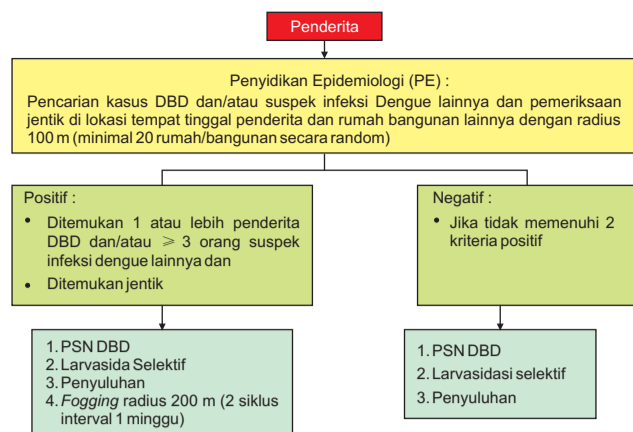 Penderita
Penyidikan Epidemiologi (PE) :
Pencarian kasus DBD dan/atau suspek infeksi Dengue lainnya dan pemeriksaan
jentik di lokasi tempat tinggal penderita dan rumah bangunan lainnya dengan radius
100 m (minimal 20 rumah/bangunan secara random)
Positif :
• Ditemukan 1 atau lebih penderita
DBD dan/atau ⩾ 3 orang suspek
infeksi dengue lainnya dan
• Ditemukan jentik
Negatif :
• Jika tidak memenuhi 2
kriteria positif
1. PSN DBD
2. Larvasida Selektif
3. Penyuluhan
4. Fogging radius 200 m (2 siklus
interval 1 minggu)
1. PSN DBD
2. Larvasidasi selektif
3. Penyuluhan